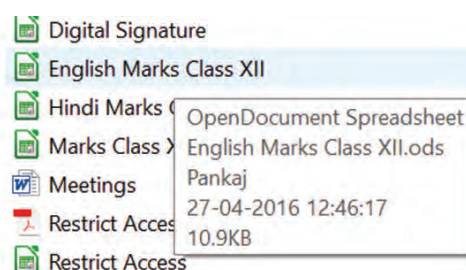 Digital Signature
English Marks Class XII
Hindi Marks
Marks Class
Meetings
Restrict Acces
Restrict Access
OpenDocument Spreadsheet
English Marks Class XII.ods
Pankaj
27-04-2016 12:46:17
10.9KB